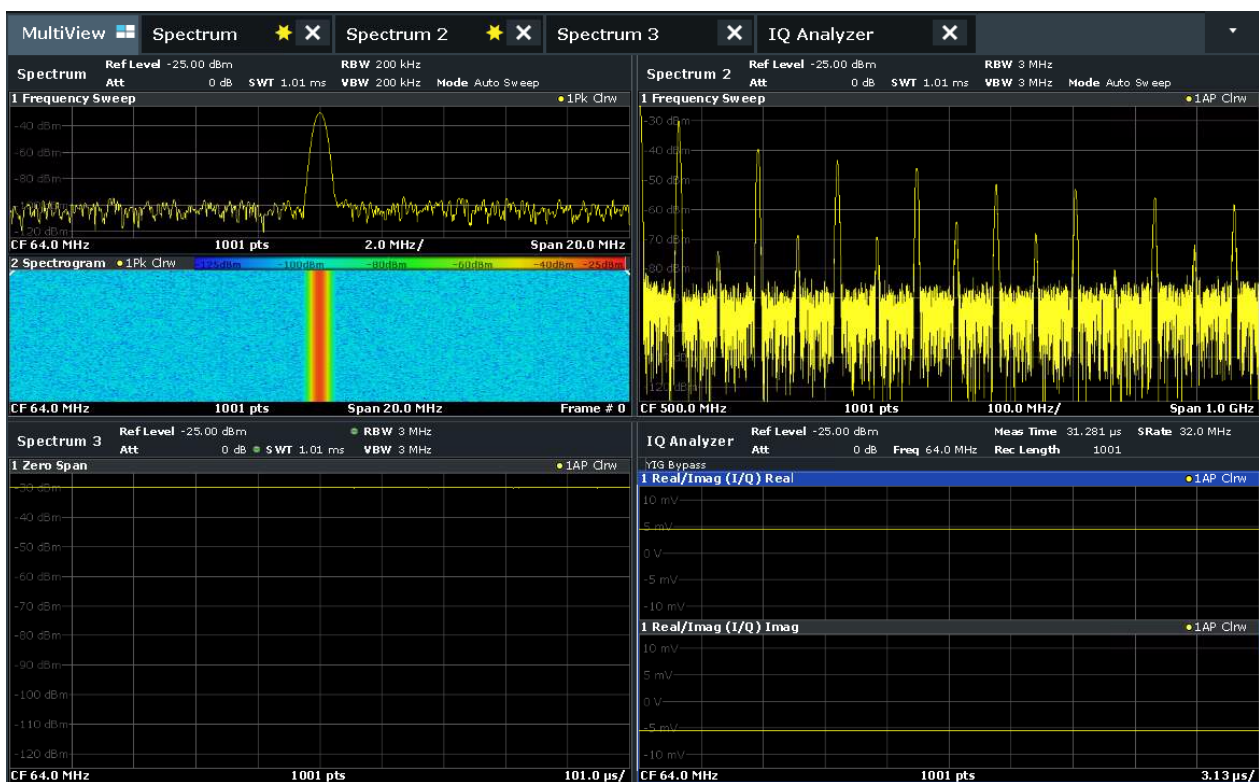 MultiView Spectrum Spectrum 2 Spectrum 3 IQ Analyzer
Spectrum
Ref Level -25.00 dBm RBW 200 kHz
Att 0 dB SWT 1.01 ms VBW 200 kHz Mode Auto Sweep
1 Frequency Sweep 1Pk Clrw
-40 dBm
-60 dBm
-80 dBm
-120 dBm
CF 64.0 MHz 1001 pts 2.0 MHz/ Span 20.0 MHz
2 Spectrogram 1Pk Clrw -125dBm -100dBm -80dBm -60dBm -40dBm -25dBm
CF 64.0 MHz 1001 pts Span 20.0 MHz Frame # 0
Spectrum 2
Ref Level -25.00 dBm RBW 3 MHz
Att 0 dB SWT 1.01 ms VBW 3 MHz Mode Auto Sweep
1 Frequency Sweep 1AP Clrw
-30 dBm
-40 dBm
-50 dBm
-60 dBm
-70 dBm
-80 dBm
CF 500.0 MHz 1001 pts 100.0 MHz/ Span 1.0 GHz
Spectrum 3
Ref Level -25.00 dBm RBW 3 MHz
Att 0 dB SWT 1.01 ms VBW 3 MHz
1 Zero Span 1AP Clrw
-30 dBm
-40 dBm
-50 dBm
-60 dBm
-70 dBm
-80 dBm
-90 dBm
-100 dBm
-110 dBm
-120 dBm
CF 64.0 MHz 1001 pts 101.0 µs/
IQ Analyzer
Ref Level -25.00 dBm Meas Time 31.281 µs SRate 32.0 MHz
Att 0 dB Freq 64.0 MHz Rec Length 1001
YIG Bypass
1 Real/Imag (I/Q) Real 1AP Clrw
10 mV
5 mV
0 V
-5 mV
-10 mV
1 Real/Imag (I/Q) Imag 1AP Clrw
10 mV
5 mV
0 V
-5 mV
-10 mV
CF 64.0 MHz 1001 pts 3.13 µs/